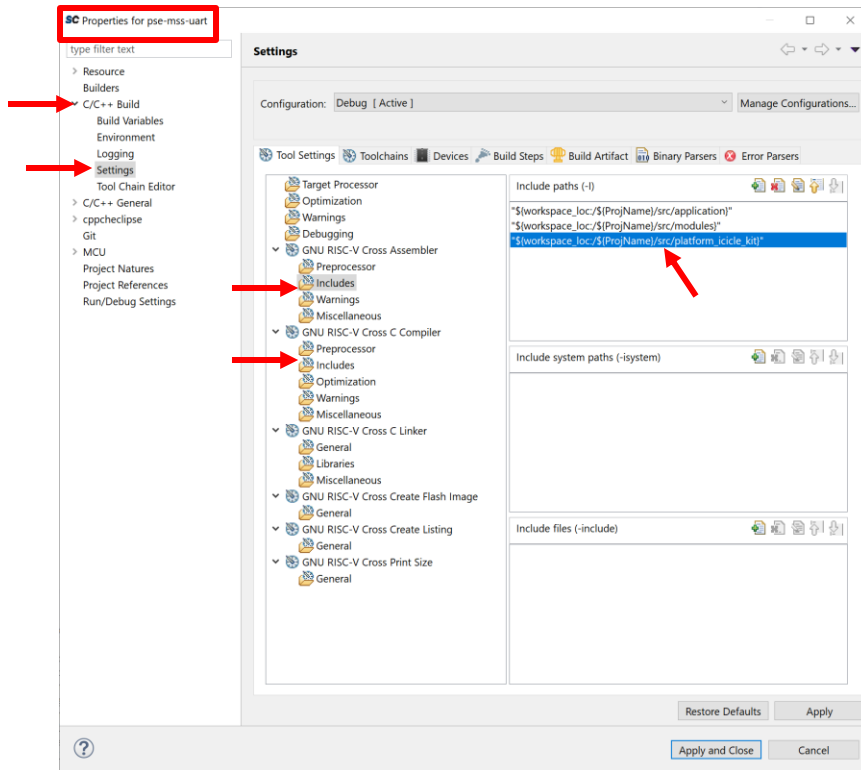 SC Properties for pse-mss-uart
type filter text
Resource
Builders
C/C++ Build
Build Variables
Environment
Logging
Settings
Tool Chain Editor
C/C++ General
cppcheclipse
Git
MCU
Project Natures
Project References
Run/Debug Settings
Settings
Configuration: Debug [ Active ]
Manage Configurations...
Tool Settings Toolchains Devices Build Steps Build Artifact Binary Parsers Error Parsers
Target Processor
Optimization
Warnings
Debugging
GNU RISC-V Cross Assembler
Preprocessor
Includes
Warnings
Miscellaneous
GNU RISC-V Cross C Compiler
Preprocessor
Includes
Optimization
Warnings
Miscellaneous
GNU RISC-V Cross C Linker
General
Libraries
Miscellaneous
GNU RISC-V Cross Create Flash Image
General
GNU RISC-V Cross Create Listing
General
GNU RISC-V Cross Print Size
General
Include paths (-I)
"${workspace_loc:/${ProjName}/src/application}"
"${workspace_loc:/${ProjName}/src/modules}"
"${workspace_loc:/${ProjName}/src/platform_icicle_kit}"
Include system paths (-isystem)
Include files (-include)
Restore Defaults Apply
? Apply and Close Cancel